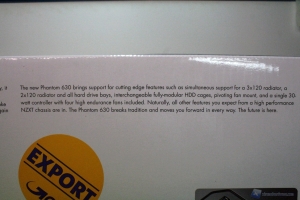 The new Phantom 630 brings support for cutting edge features such as simultaneous support for a 3x120 radiator, a
2x120 radiator and all hard drive bays, interchangeable fully-modular HDD cages, pivoting fan mount, and a single 30-
watt controller with four high endurance fans included. Naturally, all other features you expect from a high performance
NZXT chassis are in. The Phantom 630 breaks tradition and moves you forward in every way. The future is here.
EXPORT